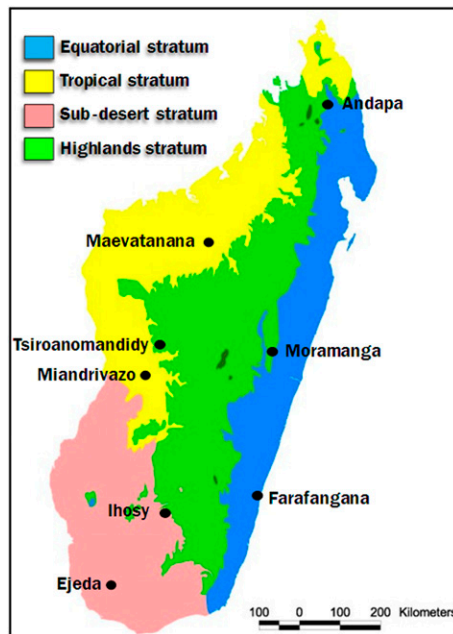 Equatorial stratum
Tropical stratum
Sub-desert stratum
Highlands stratum
Andapa
Maevatanana
Tsiroanomandidy
Moramanga
Miandrivazo
Farafangana
Ihosy
Ejeda
100 0 100 200 Kilometers